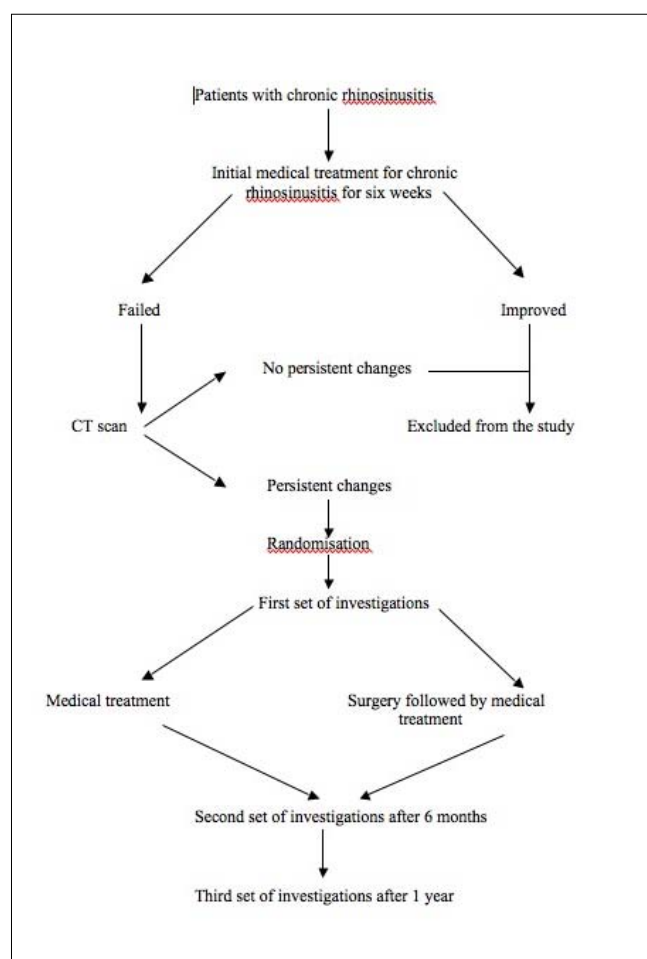 Patients with chronic rhinosinusitis
Initial medical treatment for chronic
rhinosinusitis for six weeks
Failed
Improved
No persistent changes
CT scan
Excluded from the study
Persistent changes
Randomisation
First set of investigations
Medical treatment
Surgery followed by medical
treatment
Second set of investigations after 6 months
Third set of investigations after 1 year